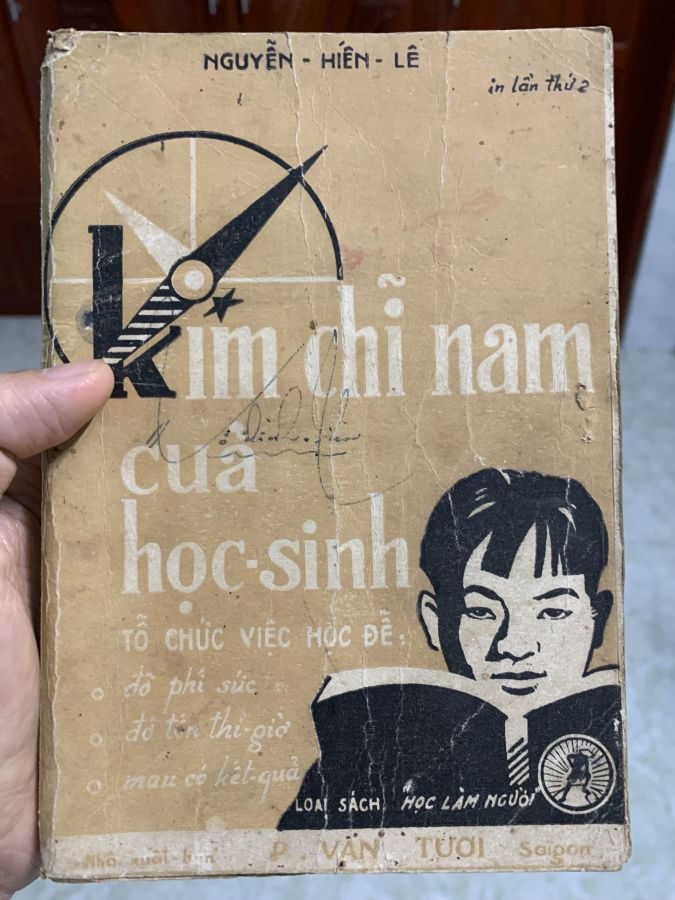 NGUYỄN - HIẾN - LÊ
in lần thứ 2
kim chỉ nam
của
học-sinh
TỔ CHỨC VIỆC HỌC ĐỂ:
đỡ phí sức
đỡ tốn thì-giờ
mau có kết-quả
LOẠI SÁCH "HỌC LÀM NGƯỜI"
Nhà xuất-bản P. VĂN TƯƠI Saigon